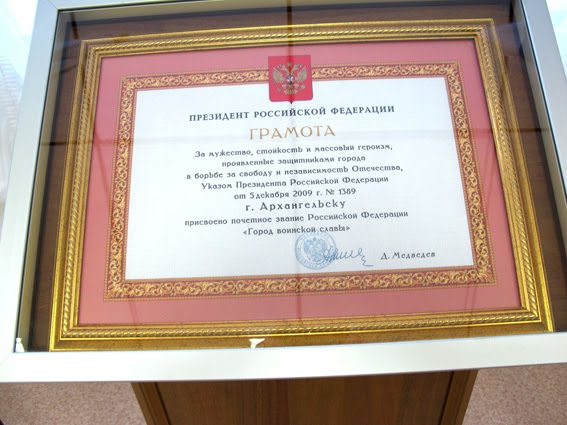 ПРЕЗИДЕНТ РОССИЙСКОЙ ФЕДЕРАЦИИ
ГРАМОТА
За мужество, стойкость и массовый героизм,
проявленные защитниками города
в борьбе за свободу и независимость Отечества,
Указом Президента Российской Федерации
от 5 декабря 2009 г. № 1389
г. Архангельску
присвоено почетное звание Российской Федерации
«Город воинской славы»
Д. Медведев